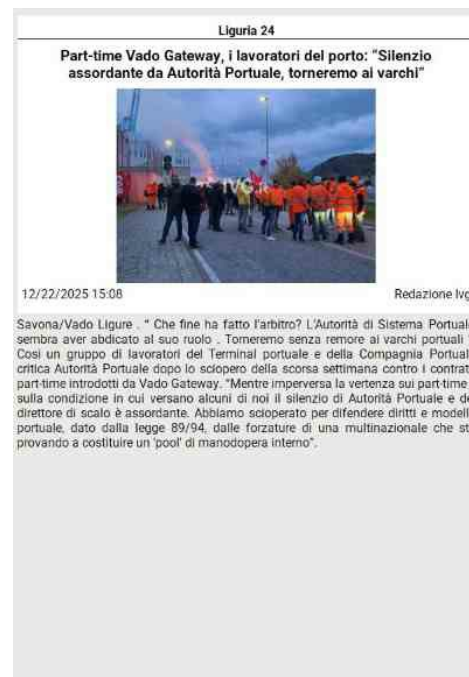 Liguria 24
Part-time Vado Gateway, i lavoratori del porto: "Silenzio
assordante da Autorità Portuale, torneremo ai varchi"
12/22/2025 15:08
Redazione Ivg
Savona/Vado Ligure . " Che fine ha fatto l'arbitro? L'Autorità di Sistema Portual
sembra aver abdicato al suo ruolo . Torneremo senza remore ai varchi portuali "
Così un gruppo di lavoratori del Terminal portuale e della Compagnia Portual
critica Autorità Portuale dopo lo sciopero della scorsa settimana contro i contrat
part-time introdotti da Vado Gateway. "Mentre imperversa la vertenza sui part-time
sulla condizione in cui versano alcuni di noi il silenzio di Autorità Portuale e de
direttore di scalo è assordante. Abbiamo scioperato per difendere diritti e modell
portuale, dato dalla legge 89/94, dalle forzature di una multinazionale che st
provando a costituire un 'pool' di manodopera interno".